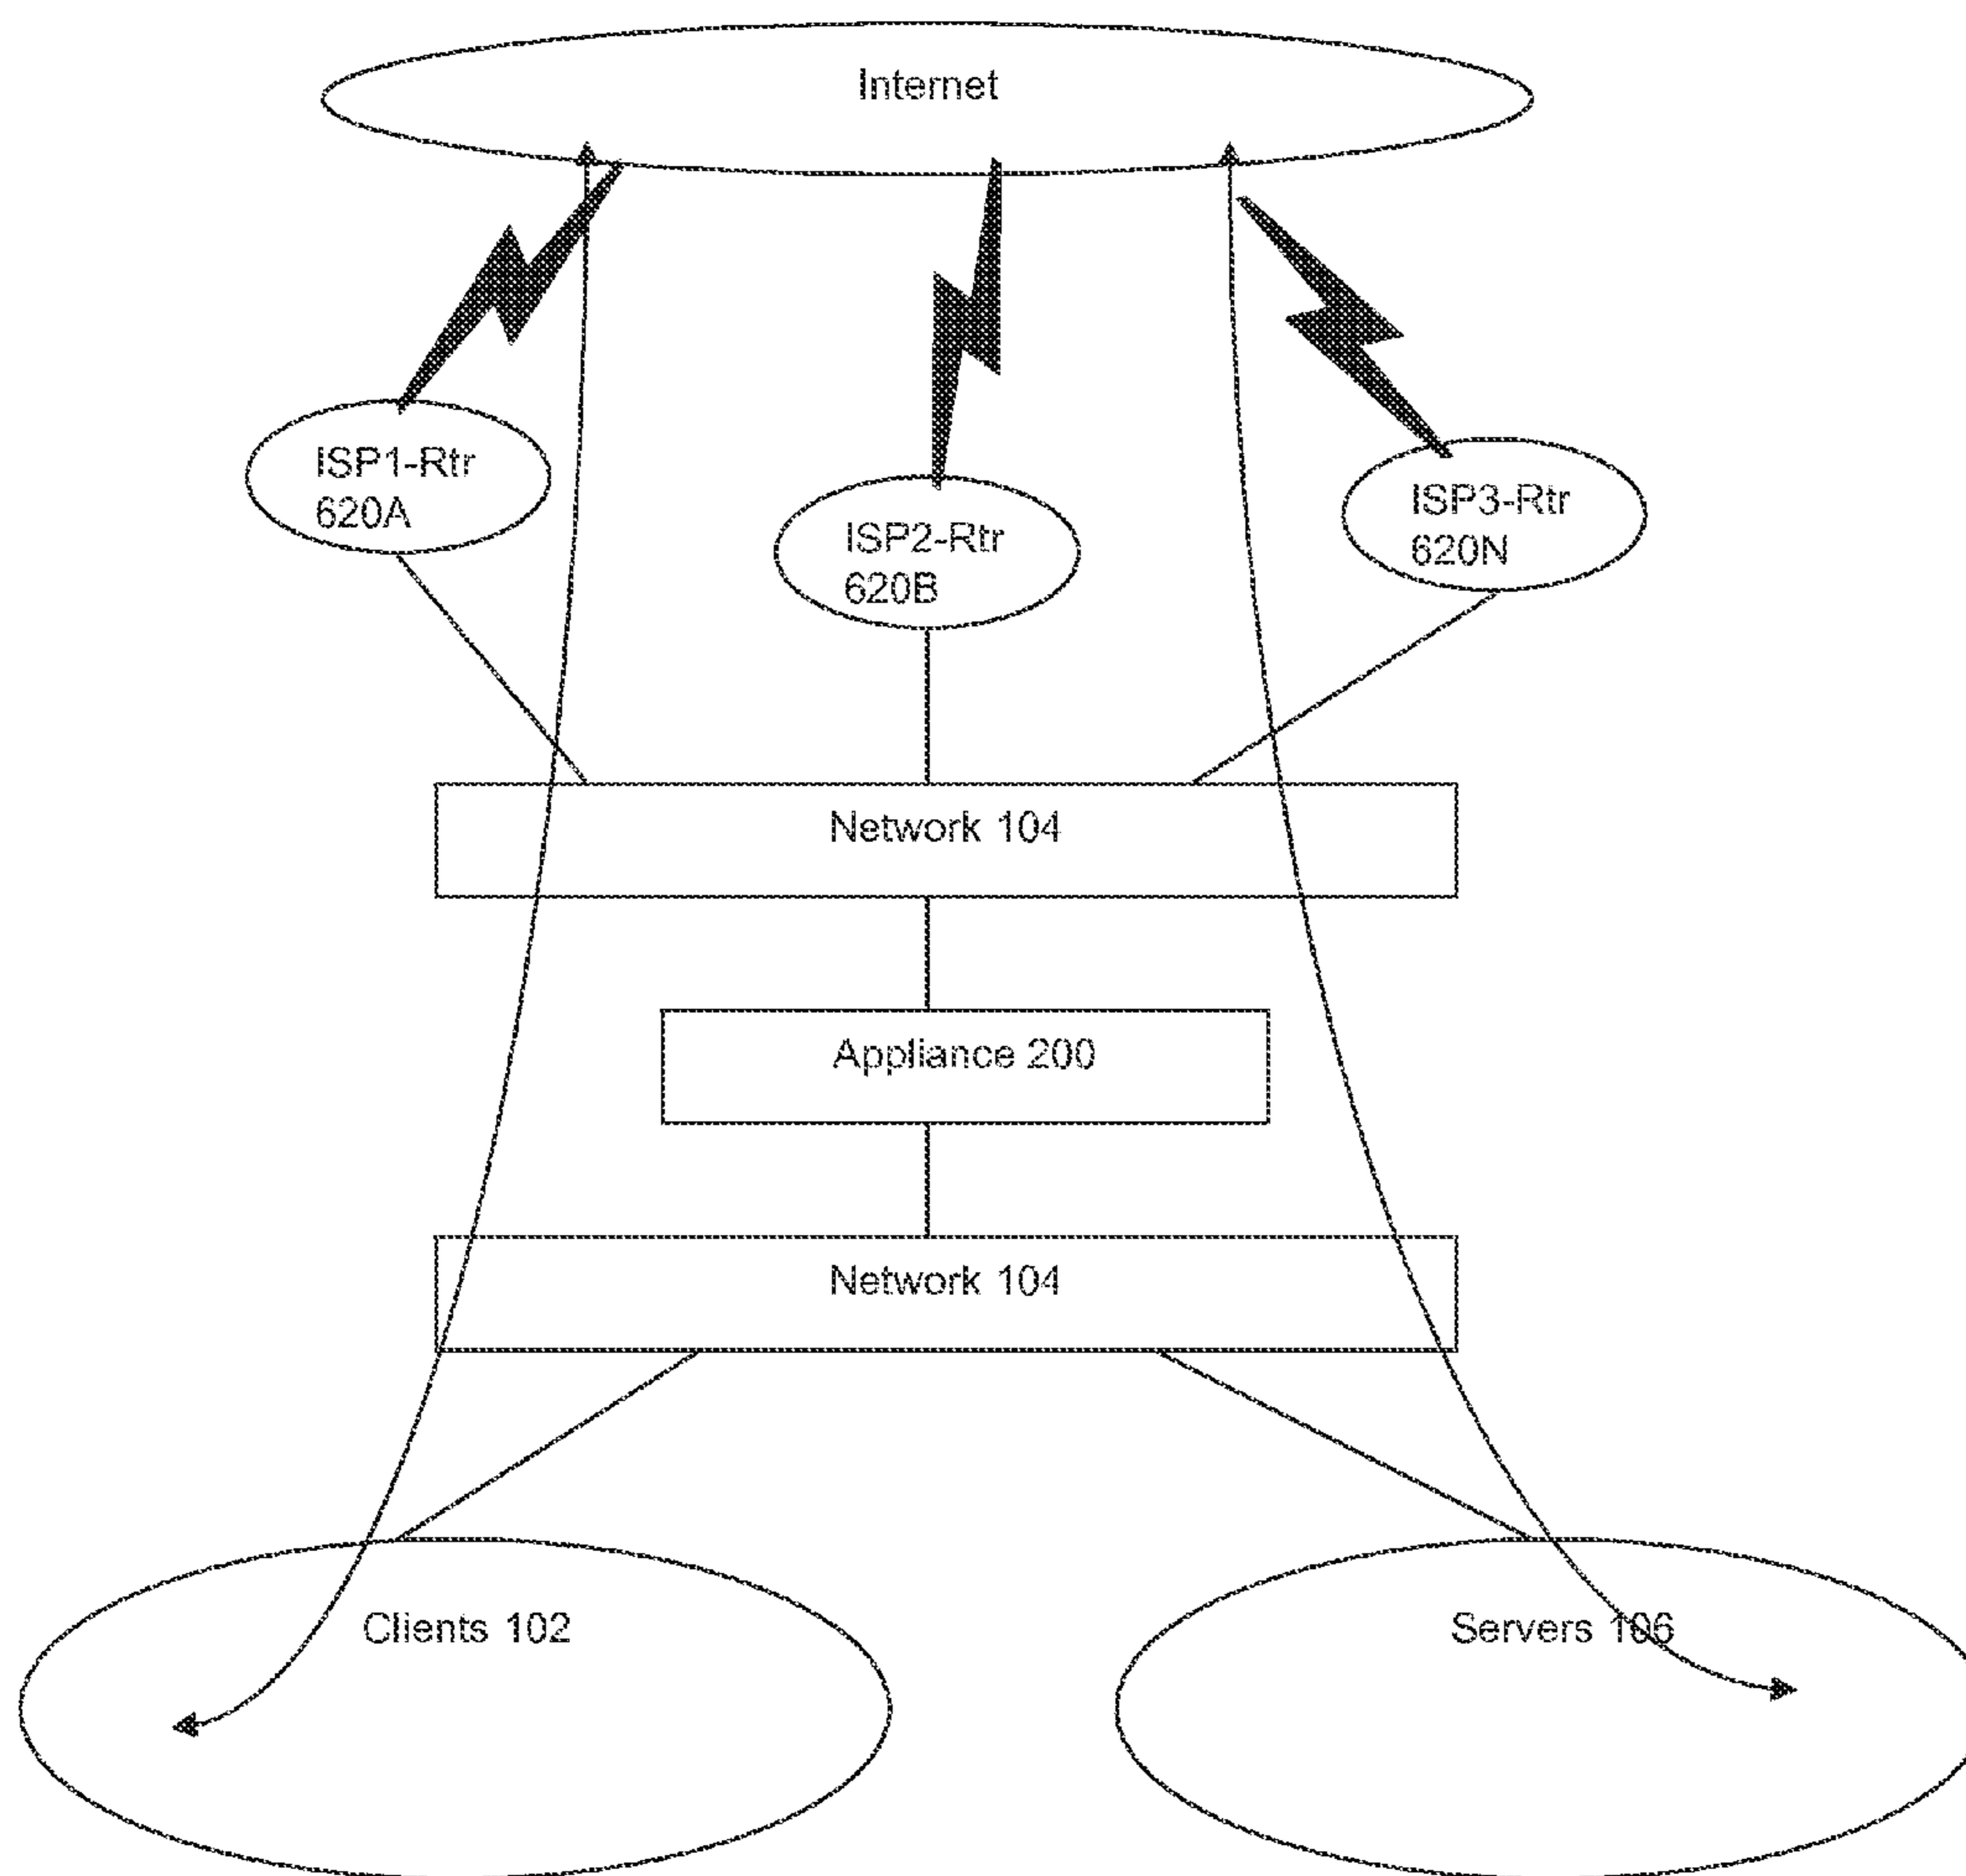 Internet
ISP1-Rtr
620A
ISP2-Rtr
620B
ISP3-Rtr
620N
Network 104
Appliance 200
Network 104
Clients 102
Servers 106